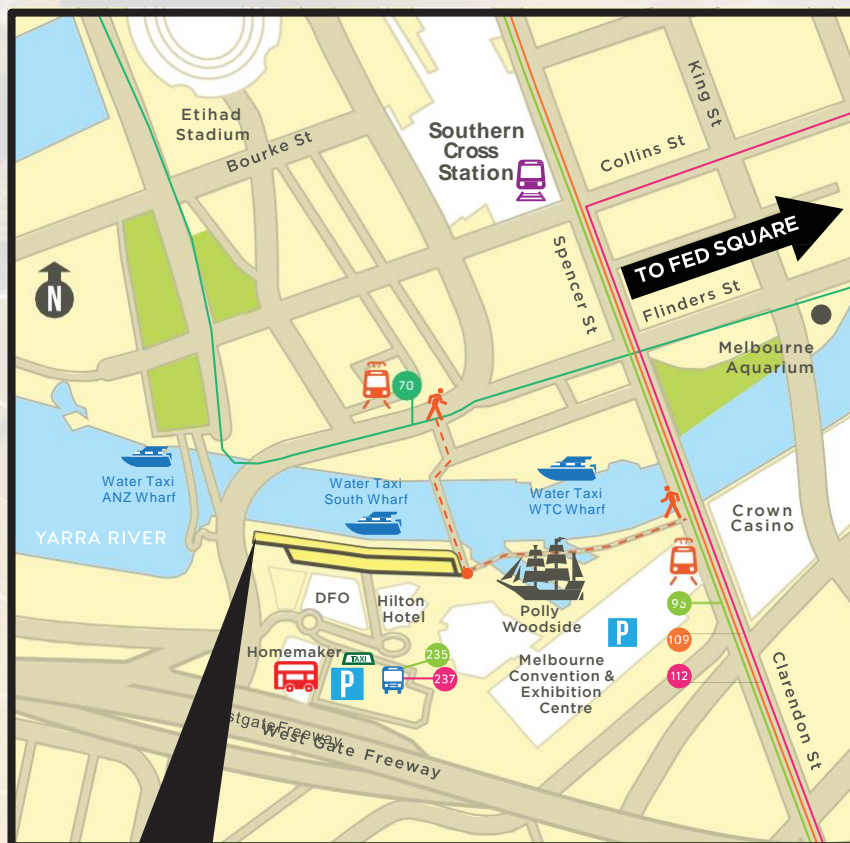 Etihad
Stadium
Bourke St
Southern
Cross
Station
King St
Collins St
Spencer St
TO FED SQUARE
Flinders St
N
Melbourne
Aquarium
70
Water Taxi
ANZ Wharf
Water Taxi
South Wharf
Water Taxi
WTC Wharf
YARRA RIVER
Crown
Casino
DFO
Hilton
Hotel
Polly
Woodside
Homemaker
TAXI
P
235
237
P
Melbourne
Convention &
Exhibition
Centre
109
112
Clarendon St
stgate Freeway
West Gate Freeway